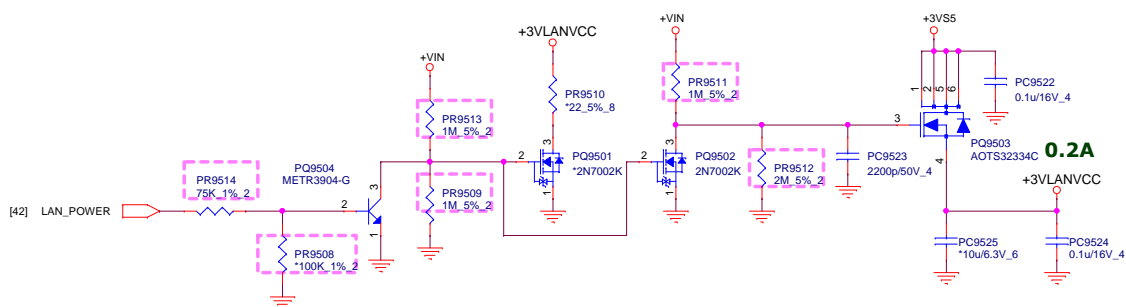 +3VLANVCC
+VIN
+3VS5
+VIN
PR9510
*22_5%_8
PR9511
1M_5%_2
1
2
5
6
PC9522
0.1u/16V_4
PR9513
1M_5%_2
3
PQ9503
AOTS32334C
0.2A
4
PQ9504
METR3904-G
3
2
1
2
3
1
PQ9501
*2N7002K
2
3
1
PQ9502
2N7002K
PR9512
2M_5%_2
PC9523
2200p/50V_4
+3VLANVCC
PR9514
75K_1%_2
PR9509
1M_5%_2
[42] LAN_POWER
PR9508
*100K_1%_2
PC9525
*10u/6.3V_6
PC9524
0.1u/16V_4